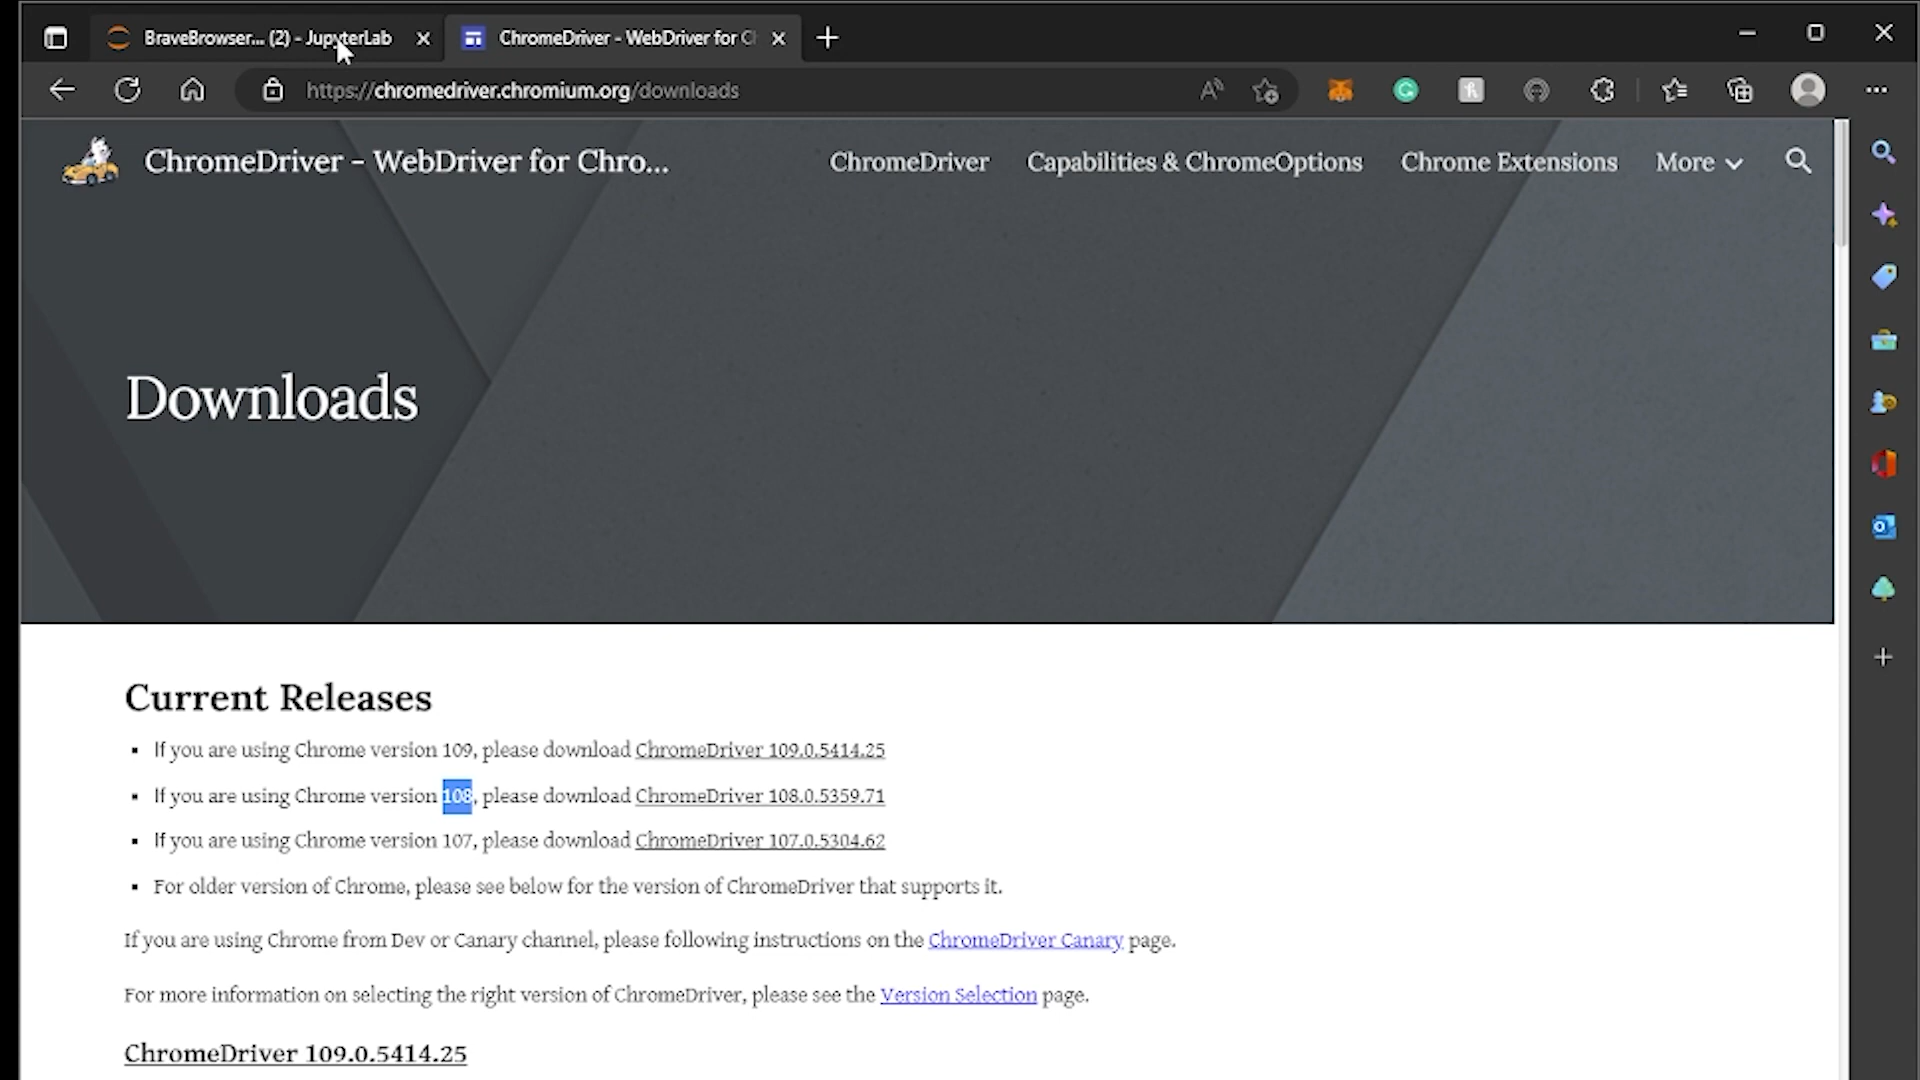 BraveBrowser... (2) - JupyterLab
ChromeDriver - WebDriver for Ch
https://chromedriver.chromium.org/downloads
ChromeDriver - WebDriver for Chro...
ChromeDriver
Capabilities & ChromeOptions
Chrome Extensions
More
Downloads
Current Releases
▪ If you are using Chrome version 109, please download ChromeDriver 109.0.5414.25
▪ If you are using Chrome version 108, please download ChromeDriver 108.0.5359.71
▪ If you are using Chrome version 107, please download ChromeDriver 107.0.5304.62
▪ For older version of Chrome, please see below for the version of ChromeDriver that supports it.
If you are using Chrome from Dev or Canary channel, please following instructions on the ChromeDriver Canary page.
For more information on selecting the right version of ChromeDriver, please see the Version Selection page.
ChromeDriver 109.0.5414.25